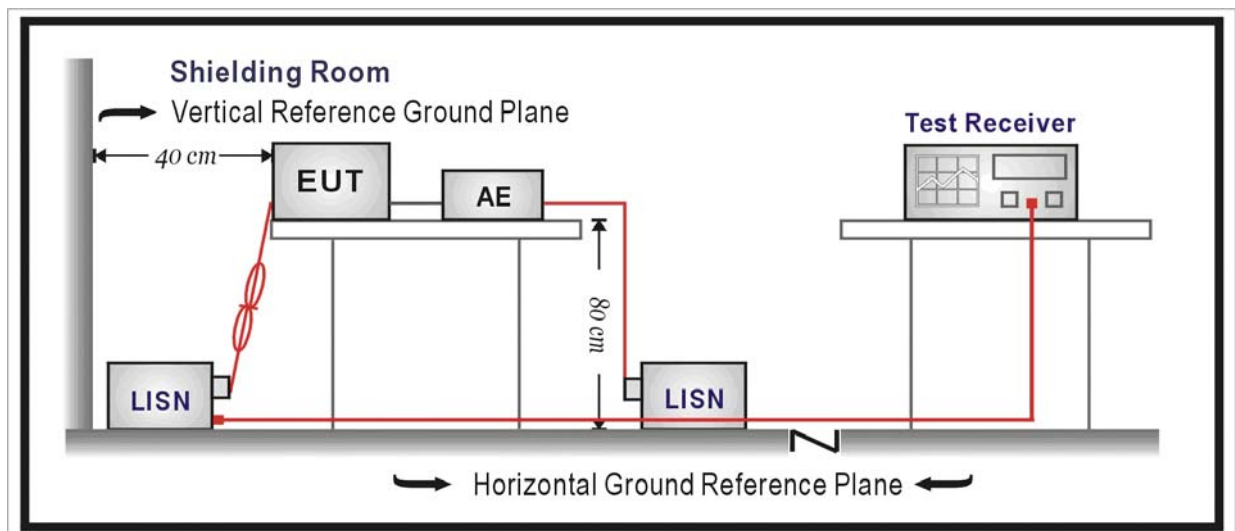 Shielding Room
Vertical Reference Ground Plane
40 cm
EUT
AE
Test Receiver
80 cm
LISN
LISN
Horizontal Ground Reference Plane